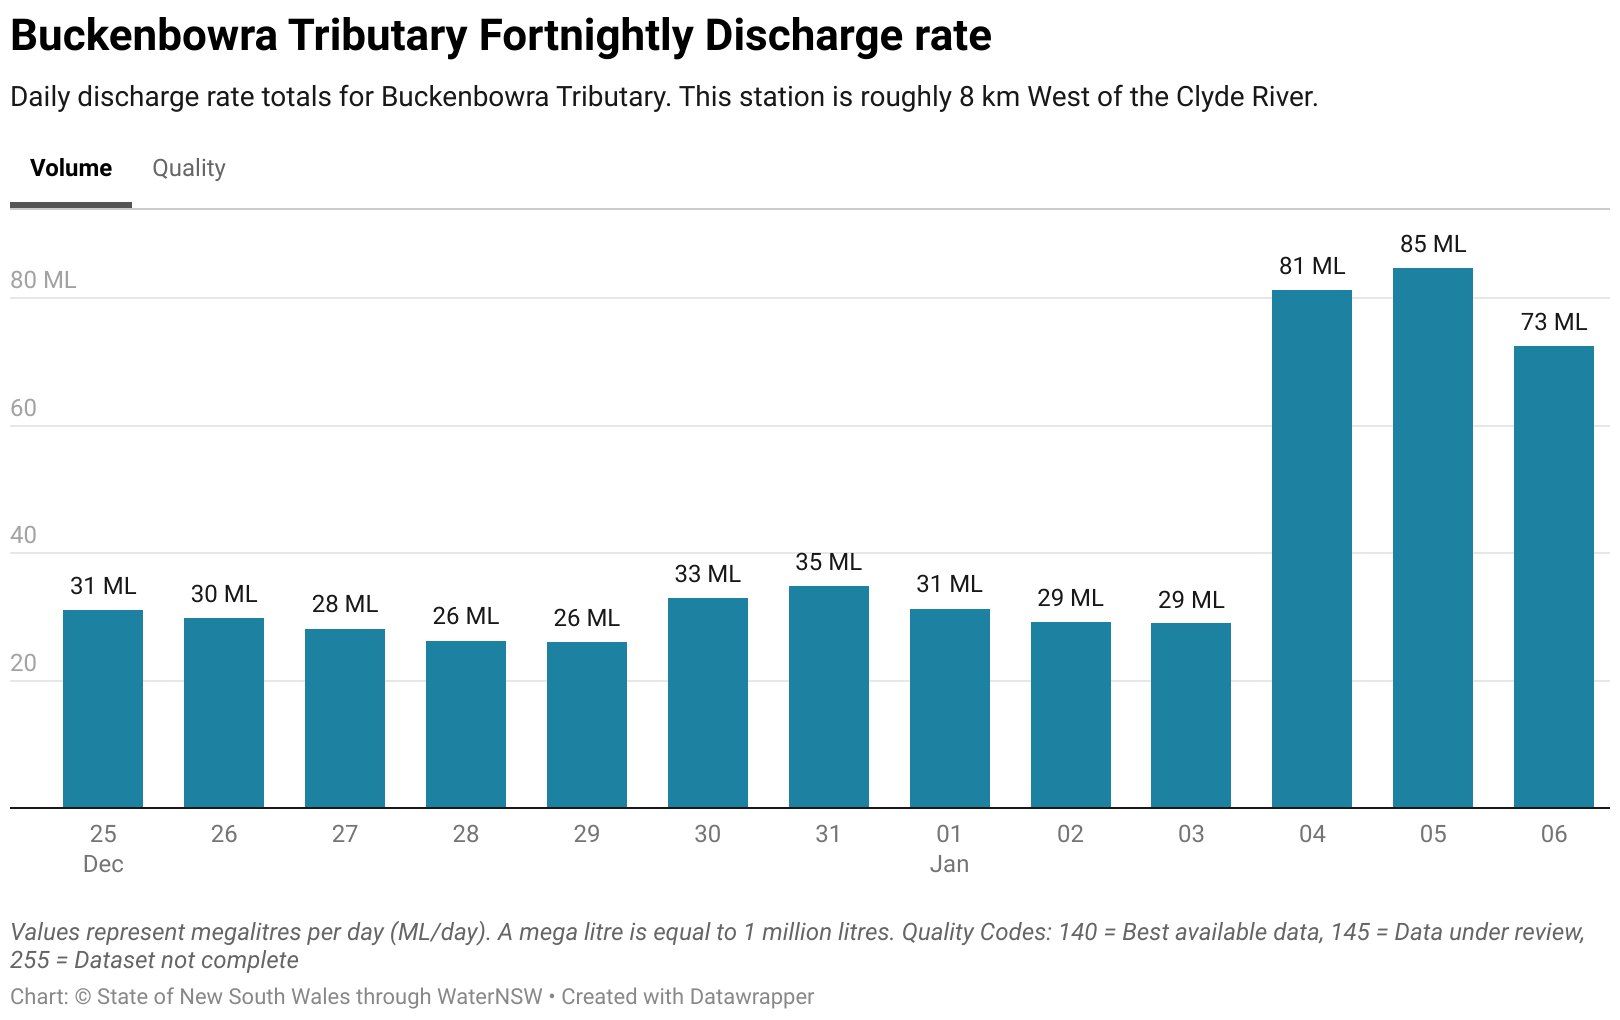 Buckenbowra Tributary Fortnightly Discharge rate
Daily discharge rate totals for Buckenbowra Tributary. This station is roughly 8 km West of the Clyde River.
Volume Quality
80 ML
60
40
20
31 ML
30 ML
28 ML
26 ML
26 ML
33 ML
35 ML
31 ML
29 ML
29 ML
81 ML
85 ML
73 ML
25 26 27 28 29 30 31 01 02 03 04 05 06
Dec Jan
Values represent megalitres per day (ML/day). A mega litre is equal to 1 million litres. Quality Codes: 140 = Best available data, 145 = Data under review,
255 = Dataset not complete
Chart: © State of New South Wales through WaterNSW • Created with Datawrapper